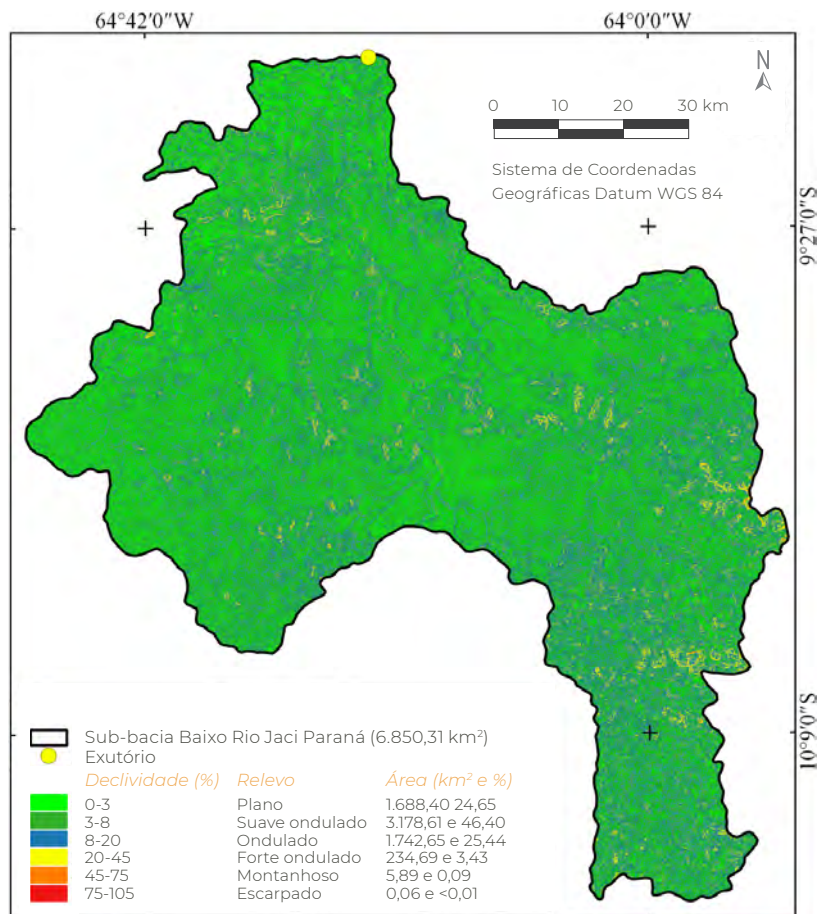 64°42'0"W 64°0'0"W
N
0 10 20 30 km
Sistema de Coordenadas
Geográficas Datum WGS 84
9°27'0"S
10°9'0"S
Sub-bacia Baixo Rio Jaci Paraná (6.850,31 km²)
Exutório
Declividade (%) Relevo Área (km² e %)
0-3 Plano 1.688,40 24,65
3-8 Suave ondulado 3.178,61 e 46,40
8-20 Ondulado 1.742,65 e 25,44
20-45 Forte ondulado 234,69 e 3,43
45-75 Montanhoso 5,89 e 0,09
75-105 Escarpado 0,06 e <0,01